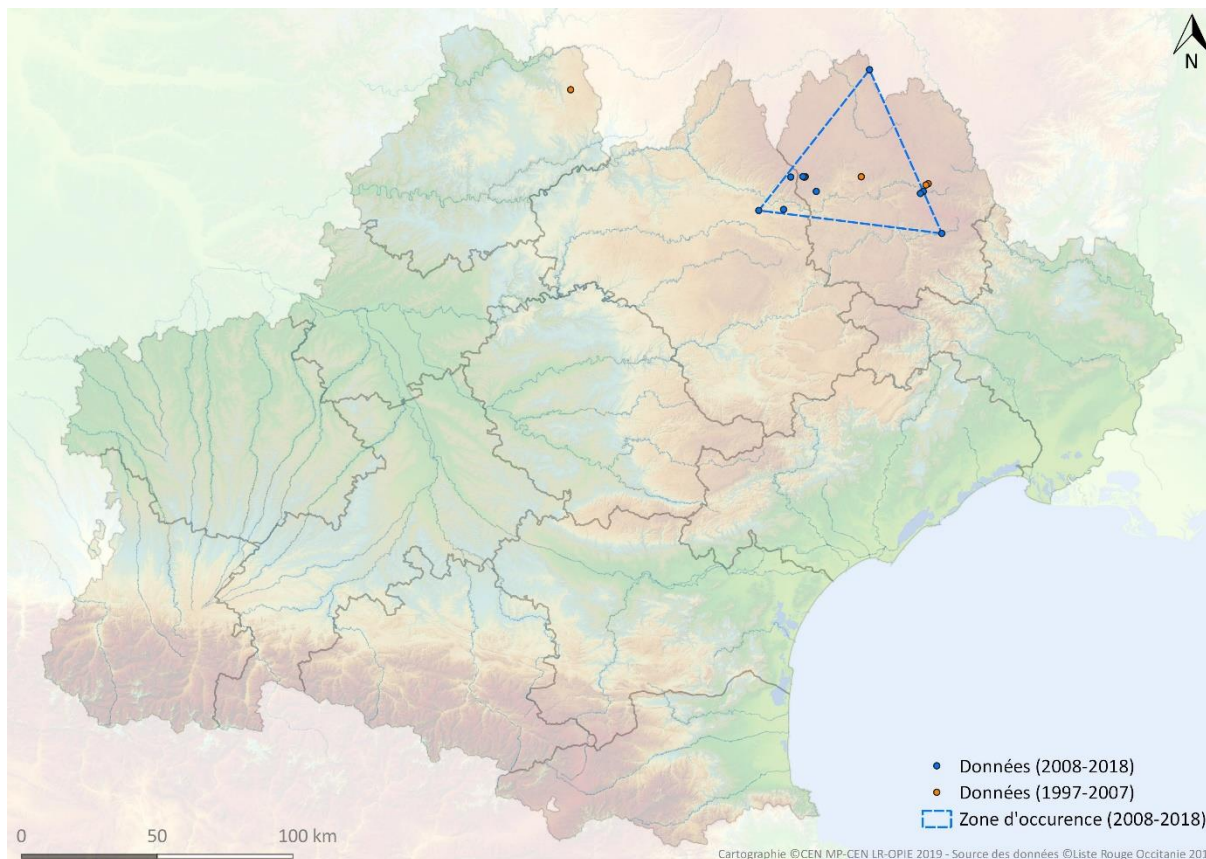 N
Données (2008-2018)
Données (1997-2007)
Zone d'occurence (2008-2018)
0 50 100 km
Cartographie ©CEN MP-CEN LR-OPIE 2019 - Source des données ©Liste Rouge Occitanie 201